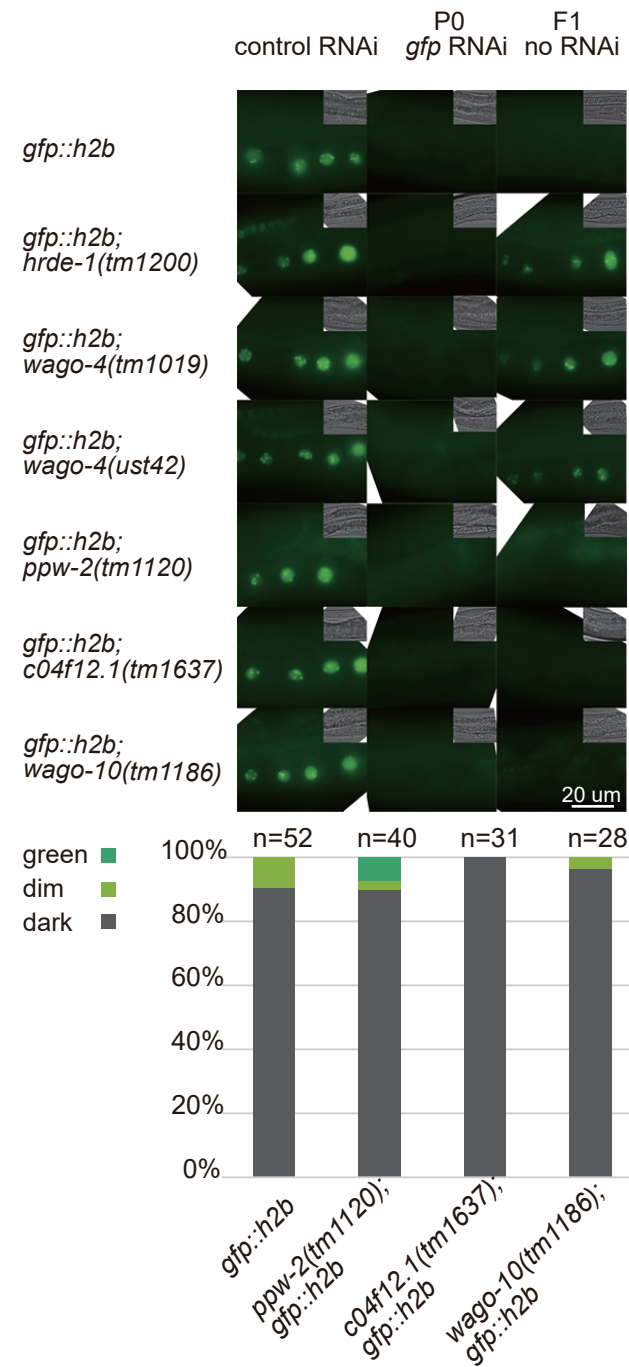 P0 F1
control RNAi gfp RNAi no RNAi
gfp::h2b
gfp::h2b;
hrde-1(tm1200)
gfp::h2b;
wago-4(tm1019)
gfp::h2b;
wago-4(ust42)
gfp::h2b;
ppw-2(tm1120)
gfp::h2b;
c04f12.1(tm1637)
gfp::h2b;
wago-10(tm1186)
20 um
n=52 n=40 n=31 n=28
green
dim
dark
100%
80%
60%
40%
20%
0%
gfp::h2b
ppw-2(tm1120);
gfp::h2b
c04f12.1(tm1637);
gfp::h2b
wago-10(tm1186);
gfp::h2b